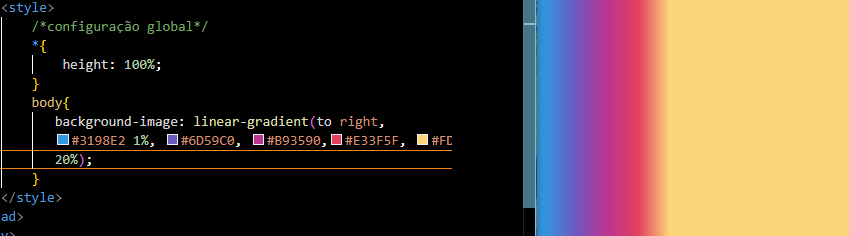 <style>
/*configuração global*/
*{
height: 100%;
}
body{
background-image: linear-gradient(to right,
#3198E2 1%, #6D59C0, #B93590,#E33F5F, #FD
20%);
}
</style>
ad>